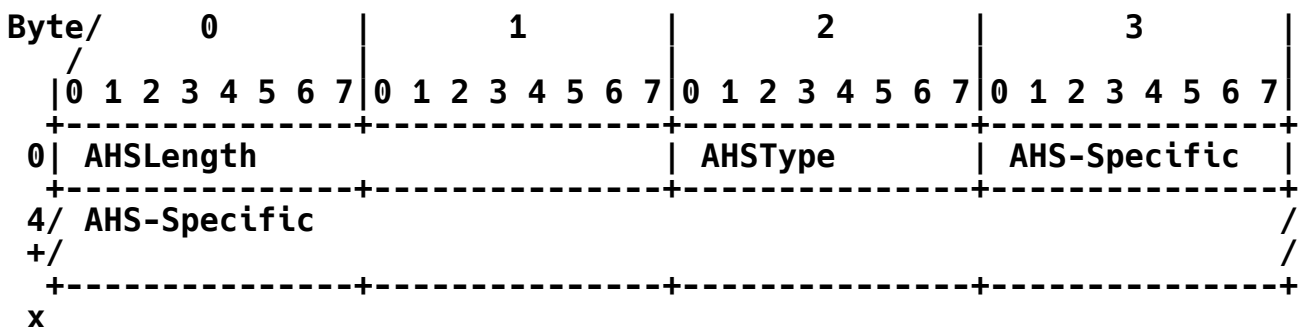 Byte/     0       |       1       |       2       |       3       |
   /              |               |               |               |
  |0 1 2 3 4 5 6 7|0 1 2 3 4 5 6 7|0 1 2 3 4 5 6 7|0 1 2 3 4 5 6 7|
  +---------------+---------------+---------------+---------------+
 0| AHSLength                     | AHSType       | AHS-Specific  |
  +---------------+---------------+---------------+---------------+
 4/ AHS-Specific                                                  /
 +/                                                               /
  +---------------+---------------+---------------+---------------+
 x